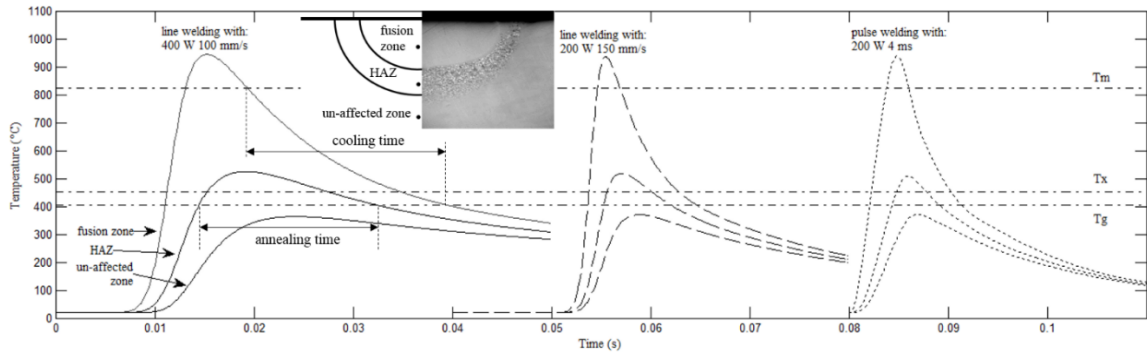 1100
1000
900
800
700
600
500
400
300
200
100
0
Temperature (°C)
line welding with:
400 W 100 mm/s
fusion
zone
HAZ
un-affected zone
cooling time
annealing time
fusion zone
HAZ
un-affected
zone
line welding with:
200 W 150 mm/s
pulse welding with:
200 W 4 ms
Tm
Tx
Tg
0
0.01
0.02
0.03
0.04
0.05
0.06
0.07
0.08
0.09
0.1
Time (s)